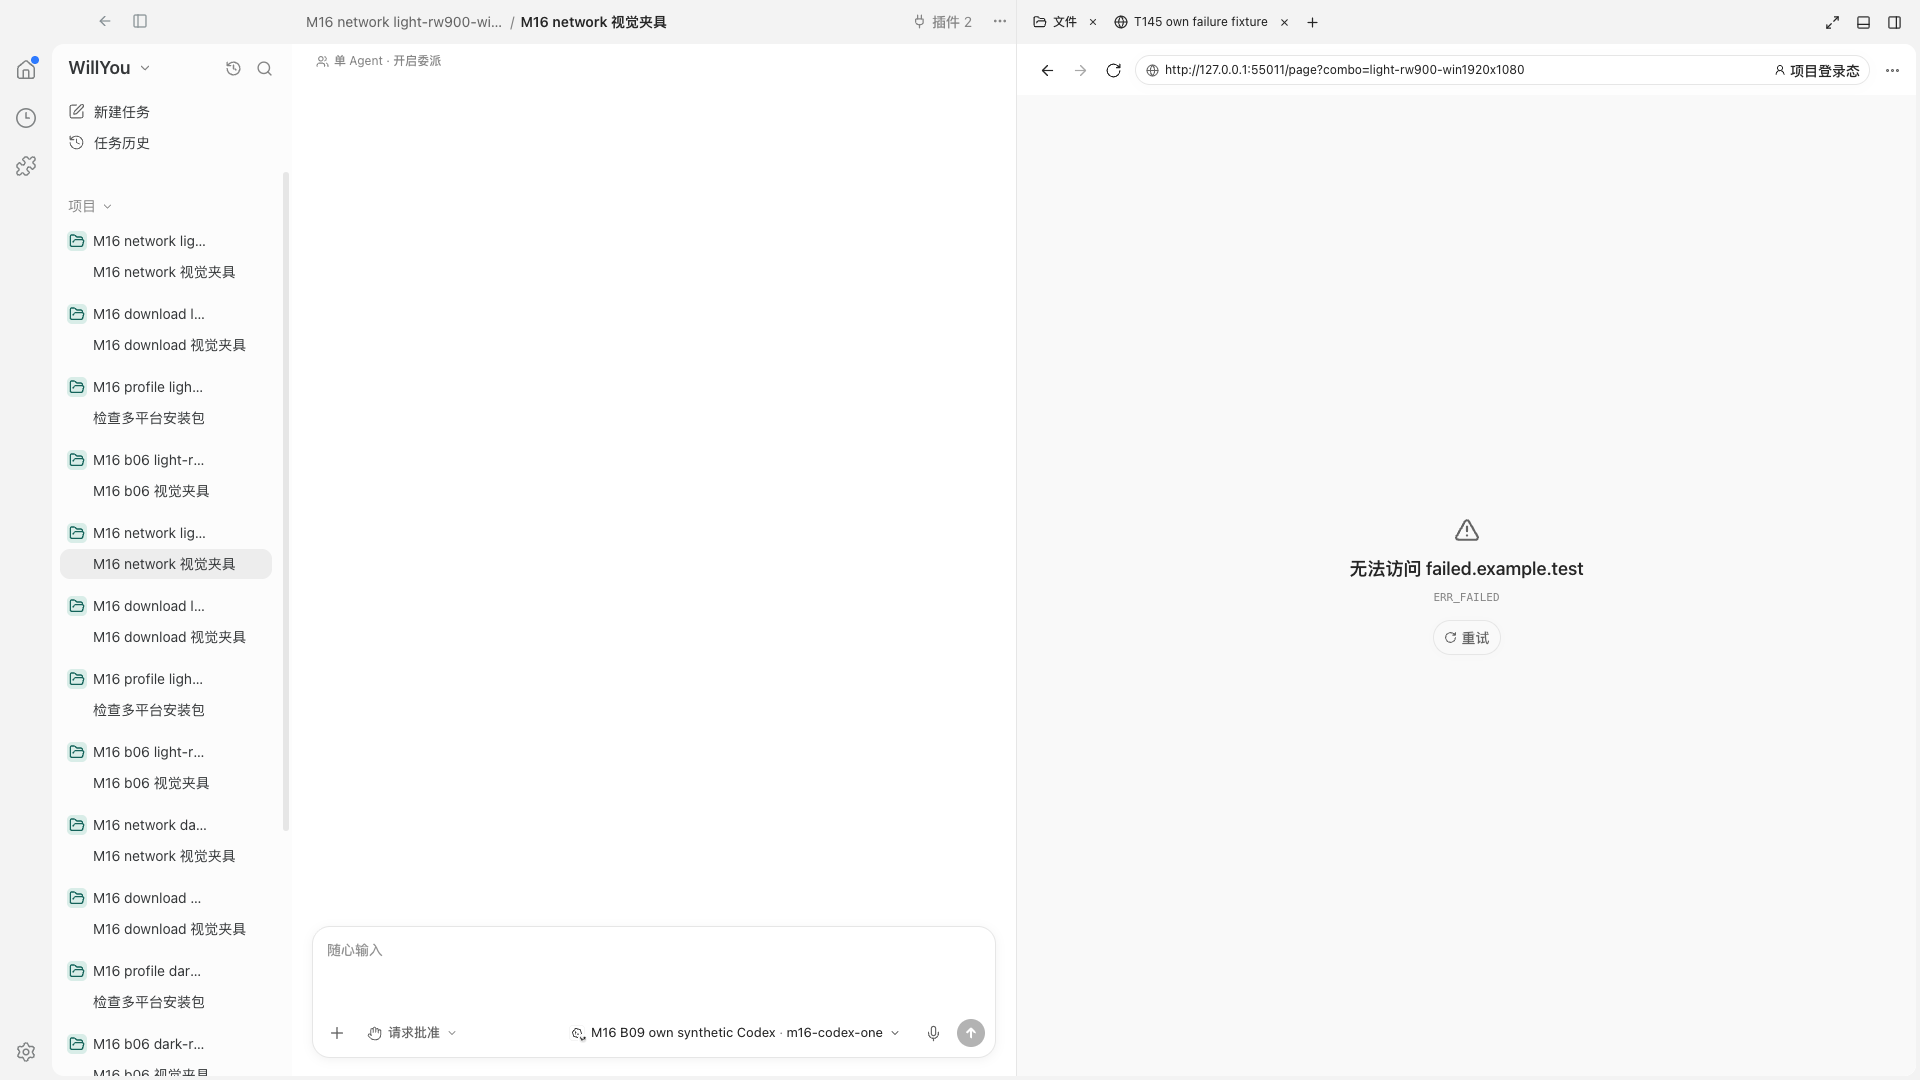 M16 network light-rw900-wi... / M16 network 视觉夹具
插件 2
文件
T145 own failure fixture
WillYou
新建任务
任务历史
项目
M16 network lig...
M16 network 视觉夹具
M16 download l...
M16 download 视觉夹具
M16 profile ligh...
检查多平台安装包
M16 b06 light-r...
M16 b06 视觉夹具
M16 network lig...
M16 network 视觉夹具
M16 download l...
M16 download 视觉夹具
M16 profile ligh...
检查多平台安装包
M16 b06 light-r...
M16 b06 视觉夹具
M16 network da...
M16 network 视觉夹具
M16 download ...
M16 download 视觉夹具
M16 profile dar...
检查多平台安装包
M16 b06 dark-r...
M16 b06 视觉夹具
单 Agent · 开启委派
随心输入
请求批准
M16 B09 own synthetic Codex · m16-codex-one
http://127.0.0.1:55011/page?combo=light-rw900-win1920x1080
项目登录态
无法访问 failed.example.test
ERR_FAILED
重试